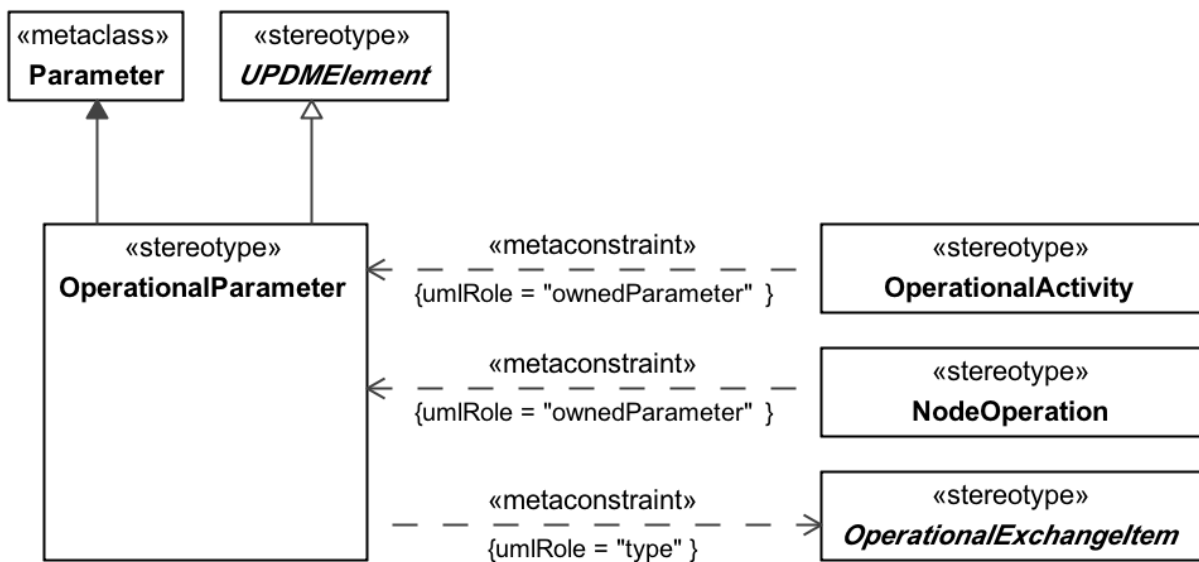 «metaclass»
Parameter
«stereotype»
UPDMElement
«stereotype»
OperationalParameter
«metaconstraint»
{umlRole = "ownedParameter" }
«stereotype»
OperationalActivity
«metaconstraint»
{umlRole = "ownedParameter" }
«stereotype»
NodeOperation
«metaconstraint»
{umlRole = "type" }
«stereotype»
OperationalExchangeItem